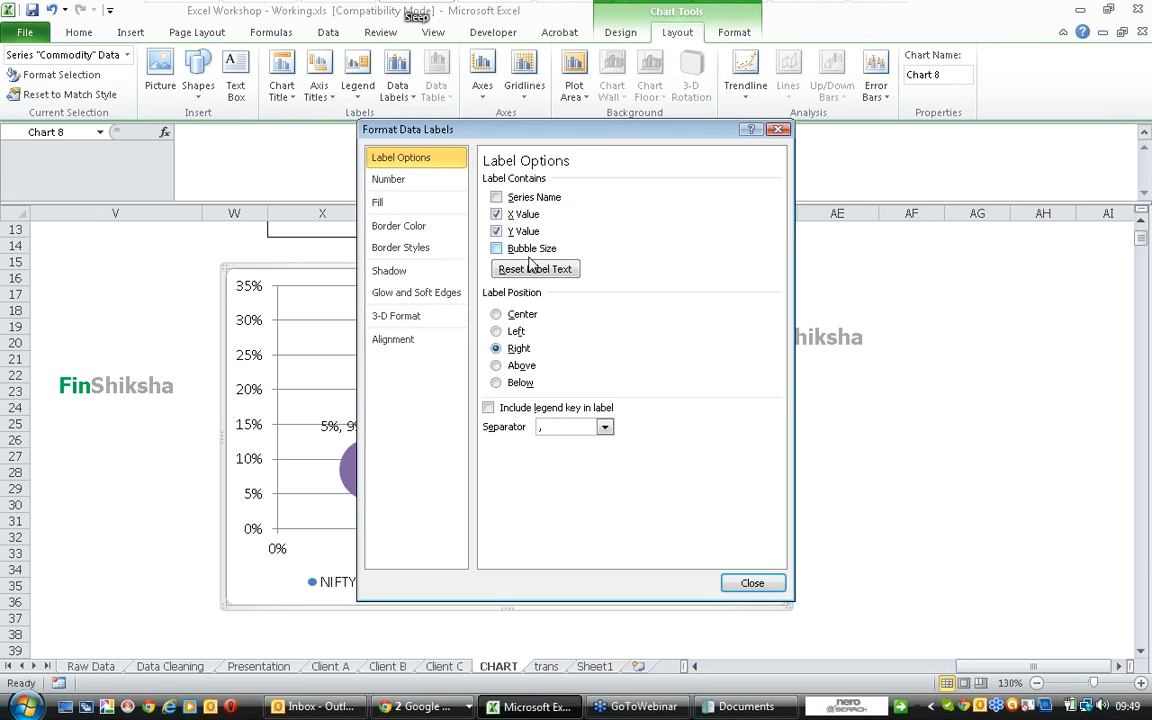 Excel Workshop - Working.xls [Compatibility Mode] - Microsoft Excel
Sleep
Chart Tools
File Home Insert Page Layout Formulas Data Review View Developer Acrobat Design Layout Format
Series "Commodity" Data
Format Selection
Reset to Match Style
Current Selection
Picture Shapes Text Box
Insert
Chart Title Axis Titles Legend Data Labels Data Table
Labels
Axes Gridlines
Axes
Plot Area Chart Wall Chart Floor 3-D Rotation
Background
Trendline Lines Up/Down Bars Error Bars
Analysis
Chart Name:
Chart 8
Properties
Chart 8 fx
V W X AE AF AG AH AI
13
14
15
16
17
18
19
20
21
22
23
24
25
26
27
28
29
30
31
32
33
34
35
36
37
38
39
FinShiksha
Shiksha
35%
30%
25%
20%
15%
10%
5%
0%
0%
5%, 9
NIFTY
Format Data Labels
Label Options
Number
Fill
Border Color
Border Styles
Shadow
Glow and Soft Edges
3-D Format
Alignment
Label Options
Label Contains
Series Name
X Value
Y Value
Bubble Size
Reset Label Text
Label Position
Center
Left
Right
Above
Below
Include legend key in label
Separator ,
Close
Raw Data Data Cleaning Presentation Client A Client B Client C CHART trans Sheet1
Ready 130%
Inbox - Outl... 2 Google ... Microsoft Ex... GoToWebinar Documents nero SEARCH 09:49